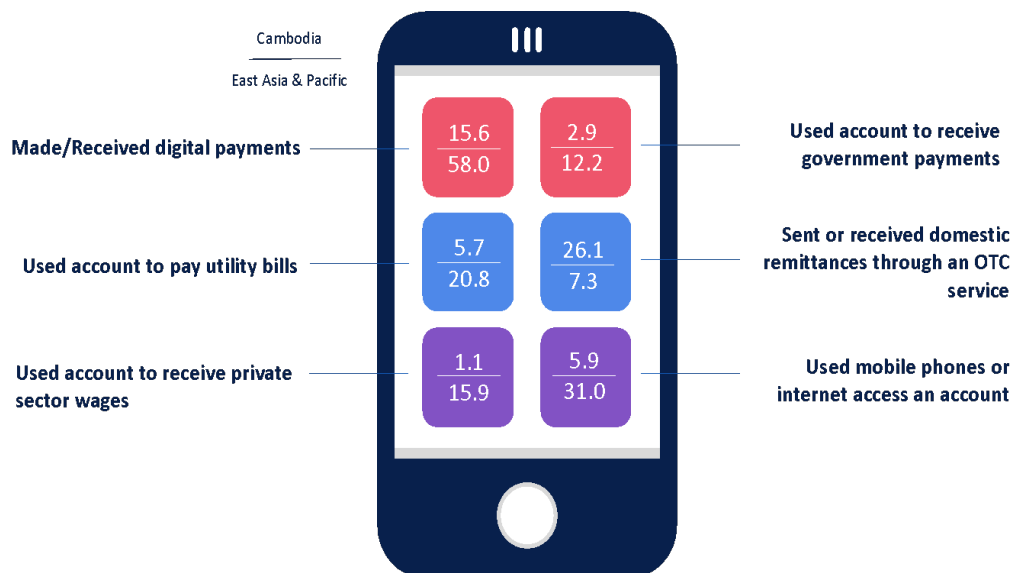 Cambodia
East Asia & Pacific
Made/Received digital payments
15.6
58.0
2.9
12.2
Used account to receive
government payments
Used account to pay utility bills
5.7
20.8
26.1
7.3
Sent or received domestic
remittances through an OTC
service
Used account to receive private
sector wages
1.1
15.9
5.9
31.0
Used mobile phones or
internet access an account